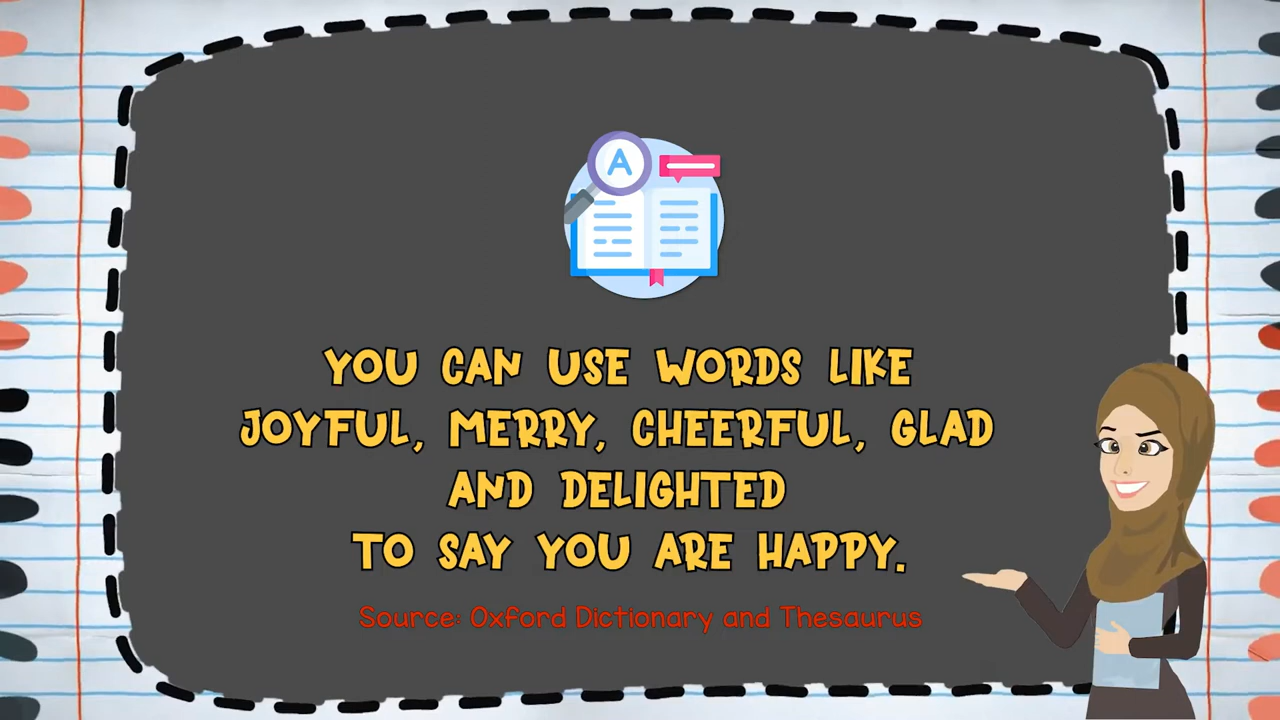 A
YOU CAN USE WORDS LIKE
JOYFUL, MERRY, CHEERFUL, GLAD
AND DELIGHTED
TO SAY YOU ARE HAPPY.
Source: Oxford Dictionary and Thesaurus